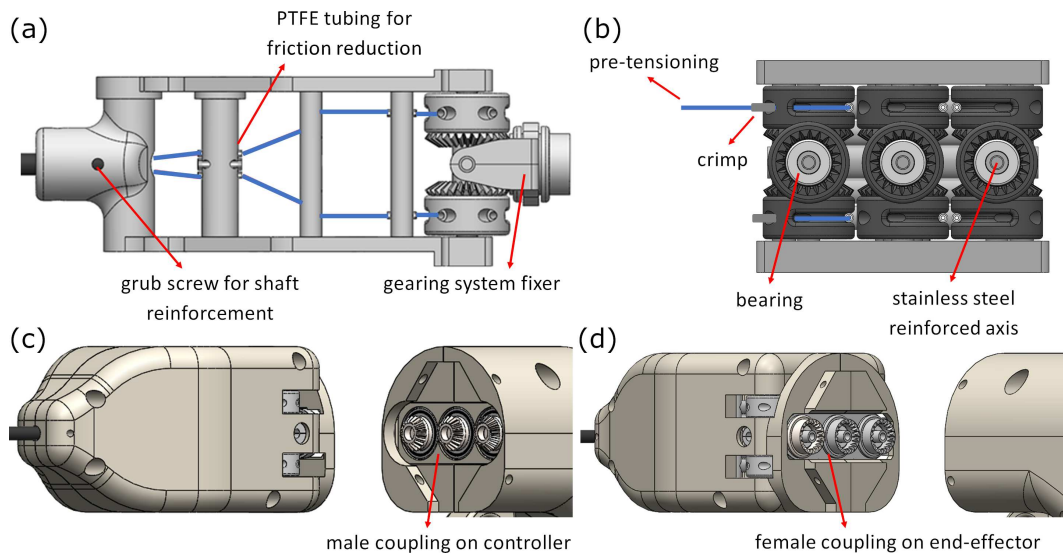 (a)
PTFE tubing for
friction reduction
grub screw for shaft
reinforcement
gearing system fixer
(b)
pre-tensioning
crimp
bearing
stainless steel
reinforced axis
(c)
male coupling on controller
(d)
female coupling on end-effector